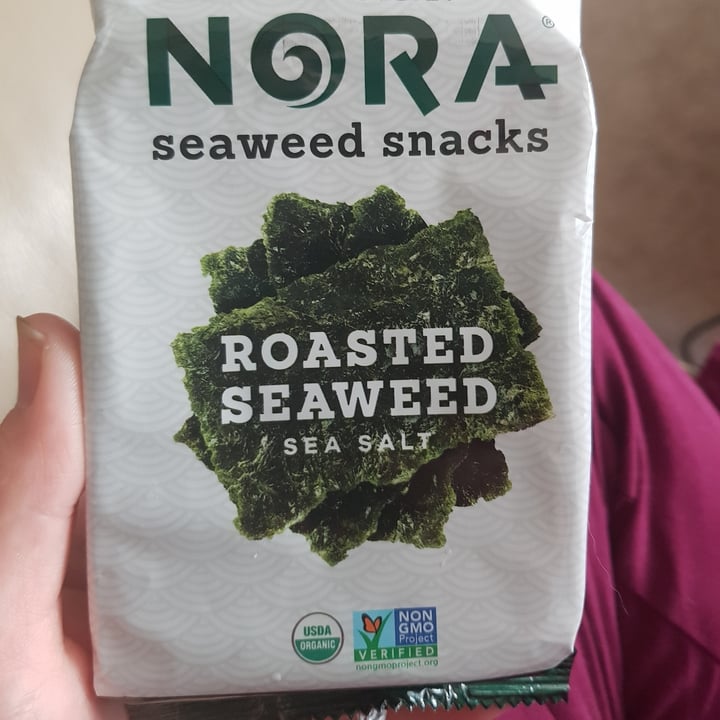 NORA®
seaweed snacks
ROASTED
SEAWEED
SEA SALT
USDA
ORGANIC
NON
GMO
Project
VERIFIED
nongmoproject.org